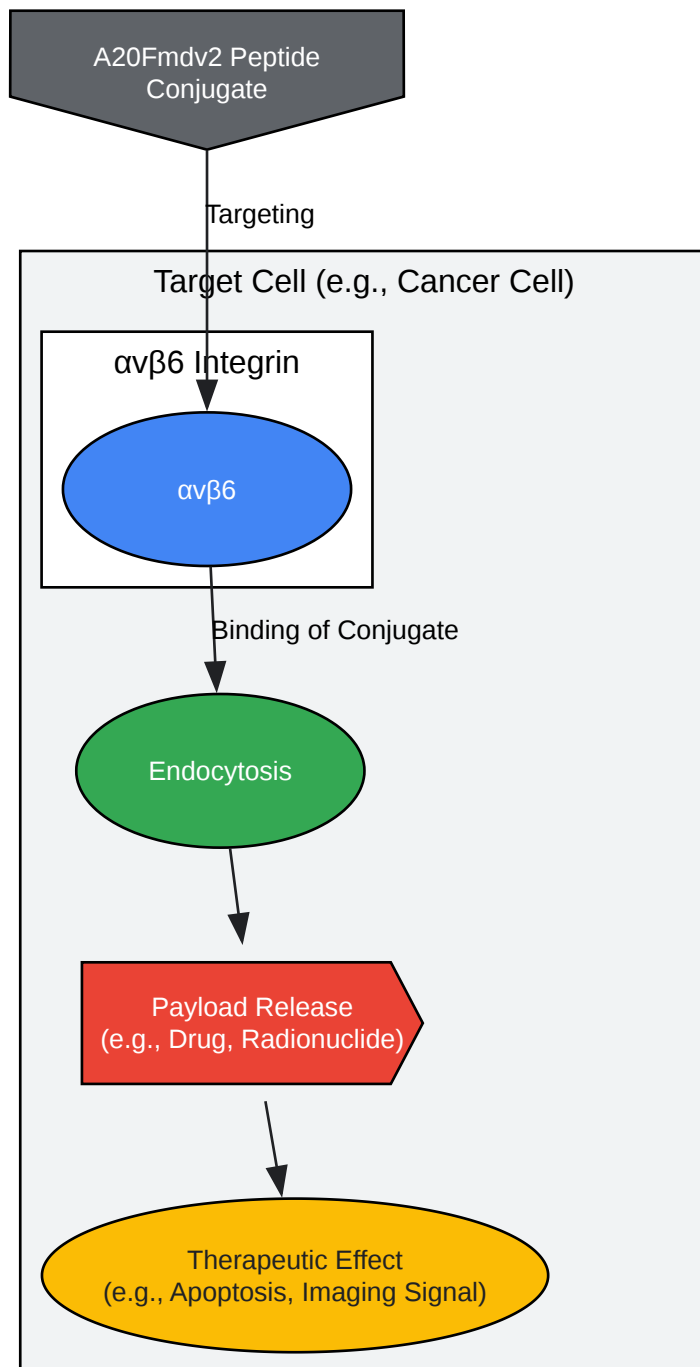 A20Fmdv2 Peptide
Conjugate
Targeting
Target Cell (e.g., Cancer Cell)
αvβ6 Integrin
αvβ6
Binding of Conjugate
Endocytosis
Payload Release
(e.g., Drug, Radionuclide)
Therapeutic Effect
(e.g., Apoptosis, Imaging Signal)